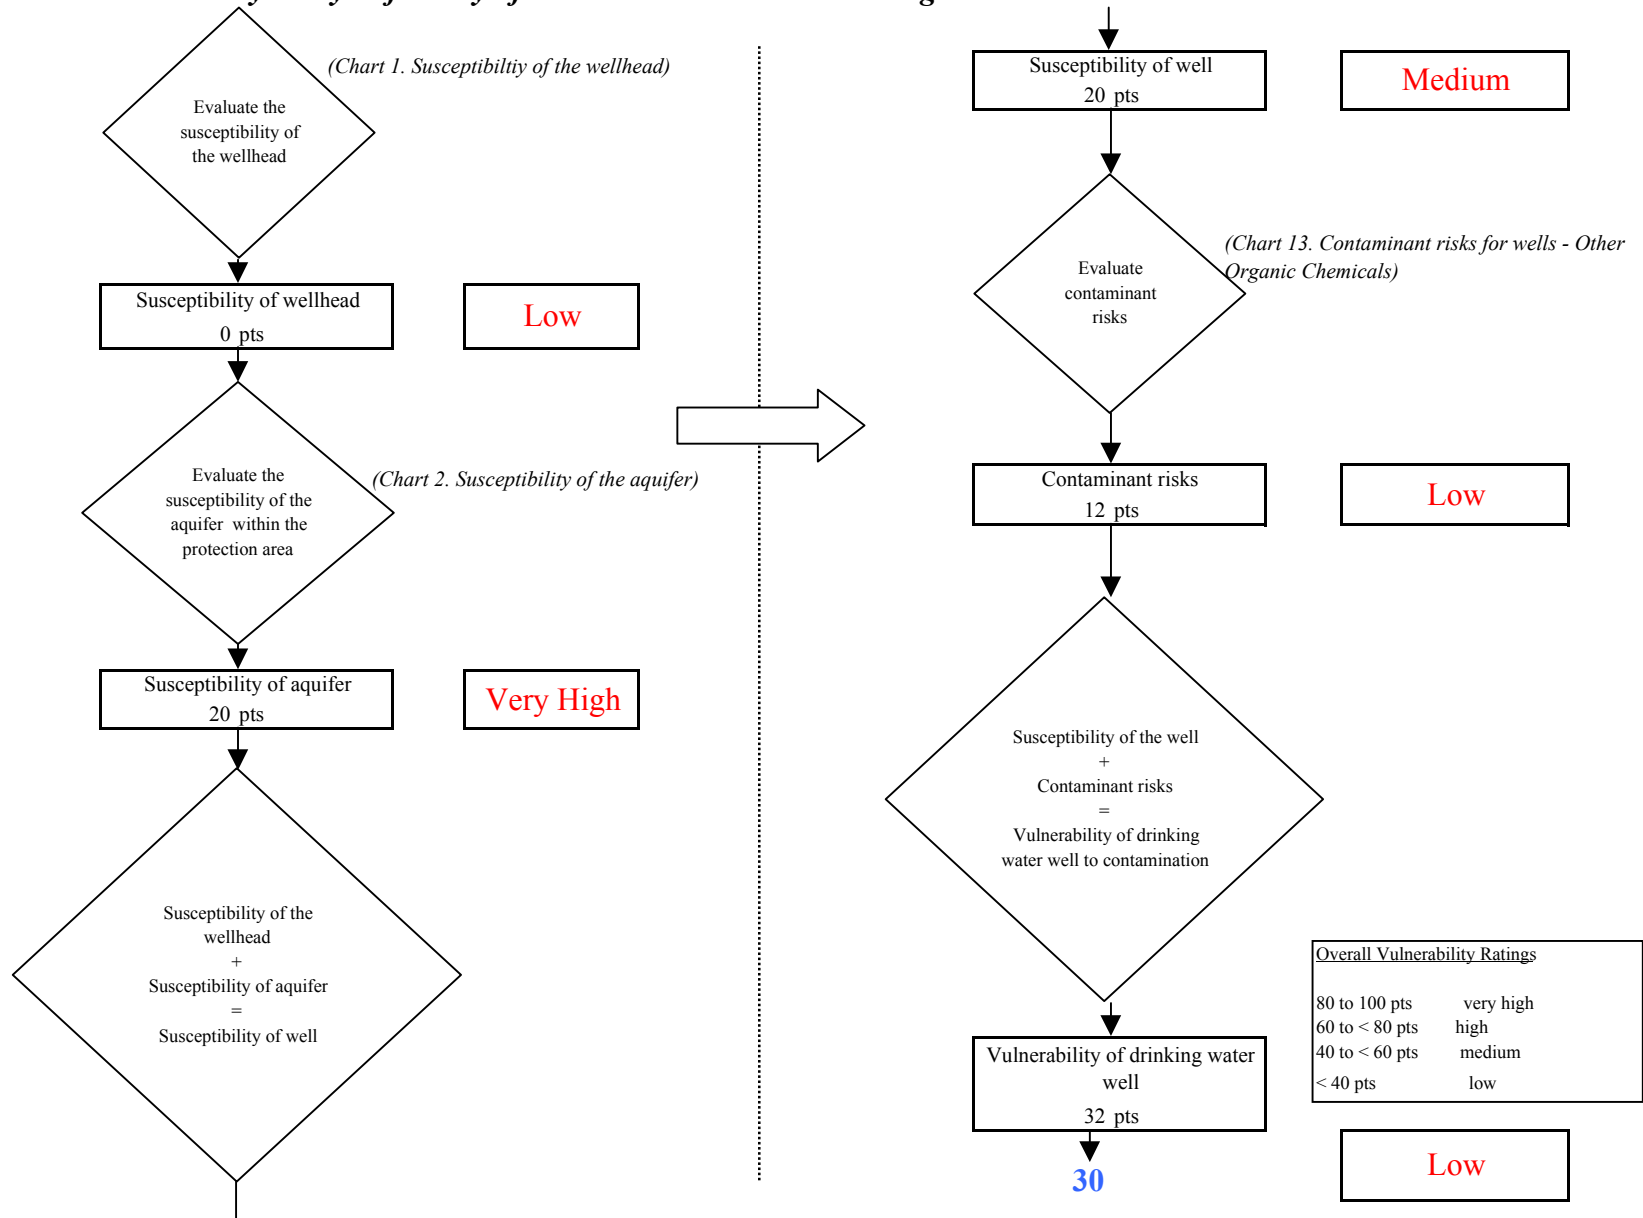 (Chart 1. Susceptibiltiy of the wellhead)
Evaluate the
susceptibility of
the wellhead
Susceptibility of wellhead
0 pts
Low
Evaluate the
susceptibility of the
aquifer within the
protection area
(Chart 2. Susceptibility of the aquifer)
Susceptibility of aquifer
20 pts
Very High
Susceptibility of the
wellhead
+
Susceptibility of aquifer
=
Susceptibility of well
Susceptibility of well
20 pts
Medium
Evaluate
contaminant
risks
(Chart 13. Contaminant risks for wells - Other
Organic Chemicals)
Contaminant risks
12 pts
Low
Susceptibility of the well
+
Contaminant risks
=
Vulnerability of drinking
water well to contamination
Vulnerability of drinking water
well
32 pts
30
Overall Vulnerability Ratings
80 to 100 pts very high
60 to < 80 pts high
40 to < 60 pts medium
< 40 pts low
Low